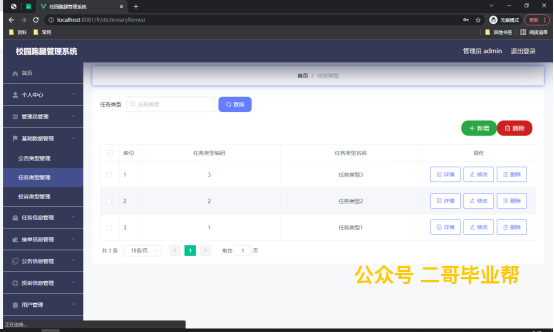 校园跑腿管理系统
localhost:8081/#/dictionaryRenwu
无痕模式
更新
资料
常用
其他书签
阅读清单
校园跑腿管理系统
管理员 admin
退出登录
首页
首页 / 任务类型
个人中心
管理员管理
基础数据管理
公告类型管理
任务类型管理
投诉类型管理
任务信息管理
接单信息管理
公告信息管理
投诉信息管理
用户管理
任务类型
任务类型
查询
新增
删除
索引 任务类型编码 任务类型名称 操作
1 3 任务类型3 详情 修改 删除
2 2 任务类型2 详情 修改 删除
3 1 任务类型1 详情 修改 删除
共 3 条 10条/页 1 前往 1 页
公众号 二哥毕业帮
正在连接...